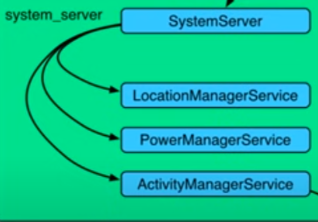 system_server
SystemServer
LocationManagerService
PowerManagerService
ActivityManagerService